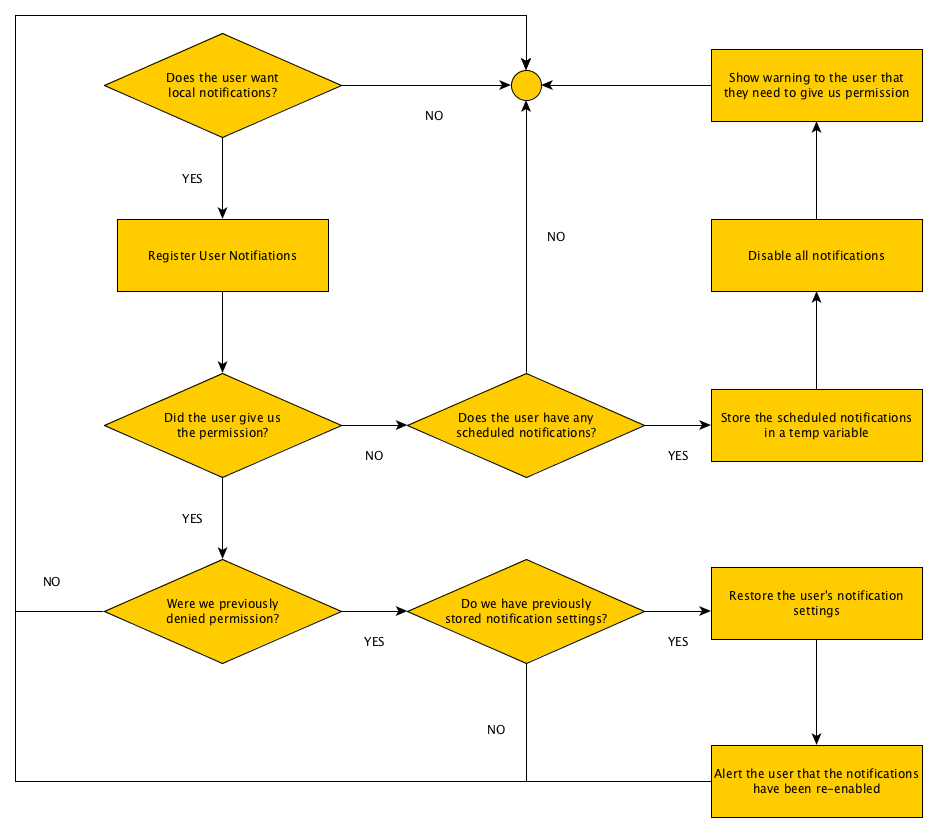 Does the user want
local notifications?
NO
Show warning to the user that
they need to give us permission
YES
Register User Notifiations
NO
Disable all notifications
Did the user give us
the permission?
NO
Does the user have any
scheduled notifications?
YES
Store the scheduled notifications
in a temp variable
YES
NO
Were we previously
denied permission?
YES
Do we have previously
stored notification settings?
YES
Restore the user's notification
settings
NO
Alert the user that the notifications
have been re-enabled